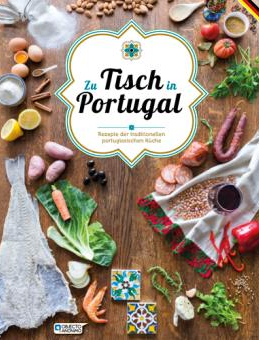 Zu Tisch in
Portugal
Rezepte der traditionellen
portugiesischen Küche
OBJECTO
ANÓNIMO